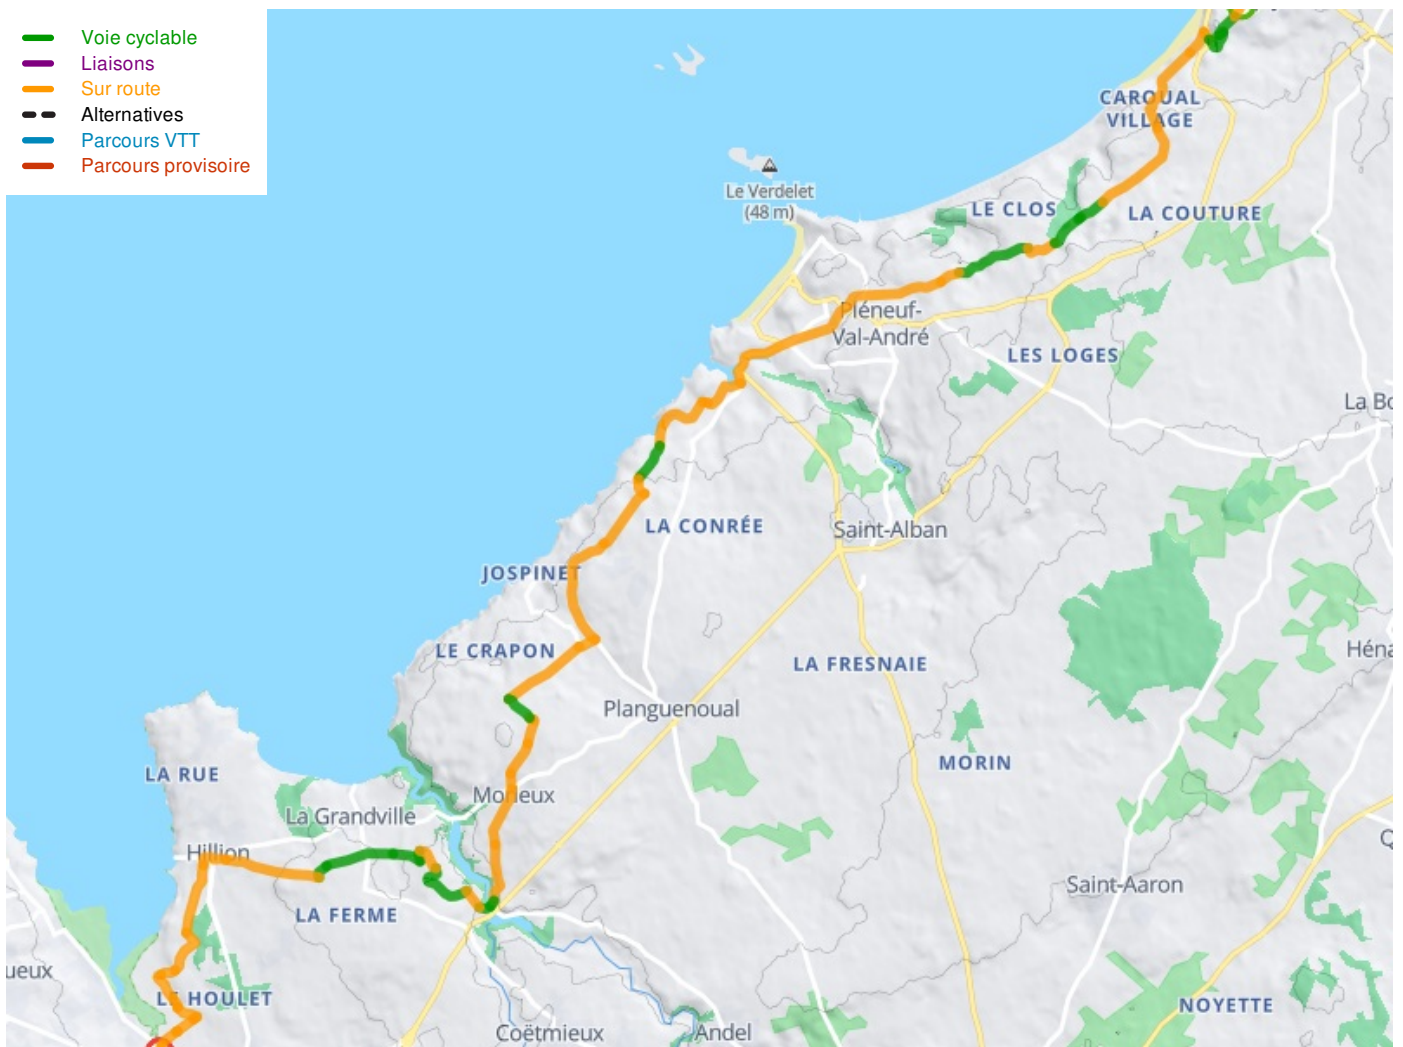 Voie cyclable
Liaisons
Sur route
Alternatives
Parcours VTT
Parcours provisoire
CAROUAL
VILLAGE
Le Verdelet
(48 m)
LE CLOS
LA COUTURE
Pléneuf-
Val-André
LES LOGES
La Bo
LA CONRÉE
Saint-Alban
JOSPINET
LE CRAPON
LA FRESNAIE
Héna
Planguenoual
LA RUE
MORIN
Morieux
La Grandville
Hillion
Q
Saint-Aaron
LA FERME
ueux
LE HOULET
NOYETTE
Coëtmieux
Andel